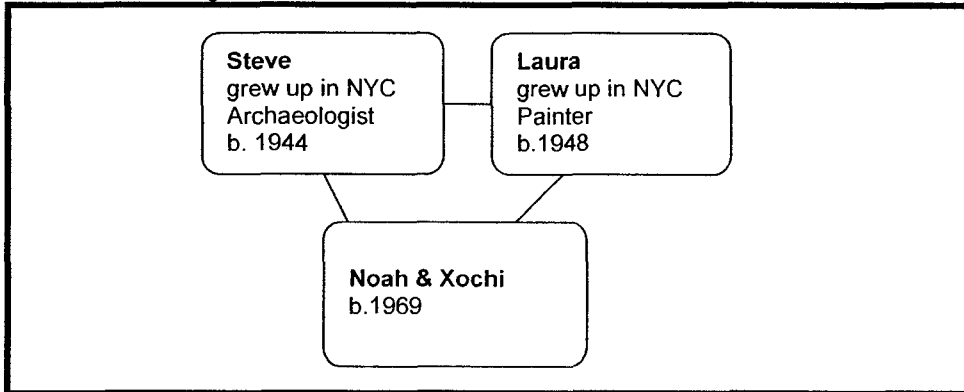 Steve
grew up in NYC
Archaeologist
b. 1944
Laura
grew up in NYC
Painter
b.1948
Noah & Xochi
b.1969